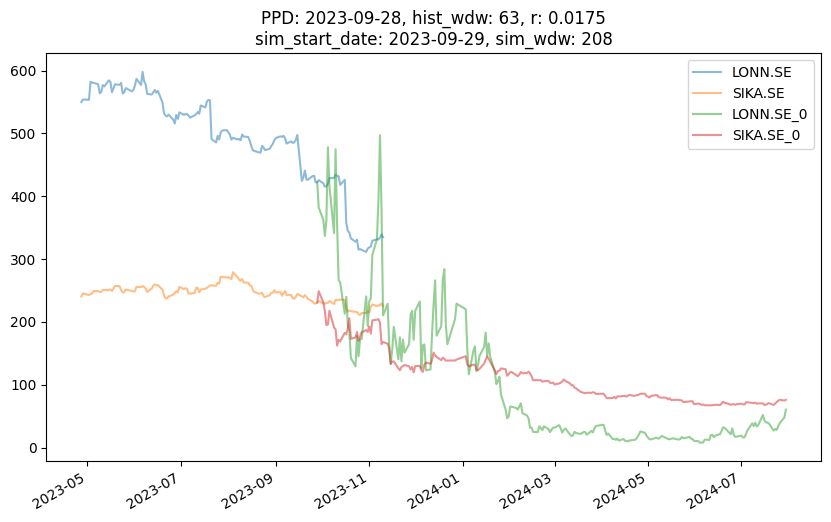 PPD: 2023-09-28, hist_wdw: 63, r: 0.0175
sim_start_date: 2023-09-29, sim_wdw: 208
LONN.SE
SIKA.SE
LONN.SE_0
SIKA.SE_0
600
500
400
300
200
100
0
2023-05
2023-07
2023-09
2023-11
2024-01
2024-03
2024-05
2024-07